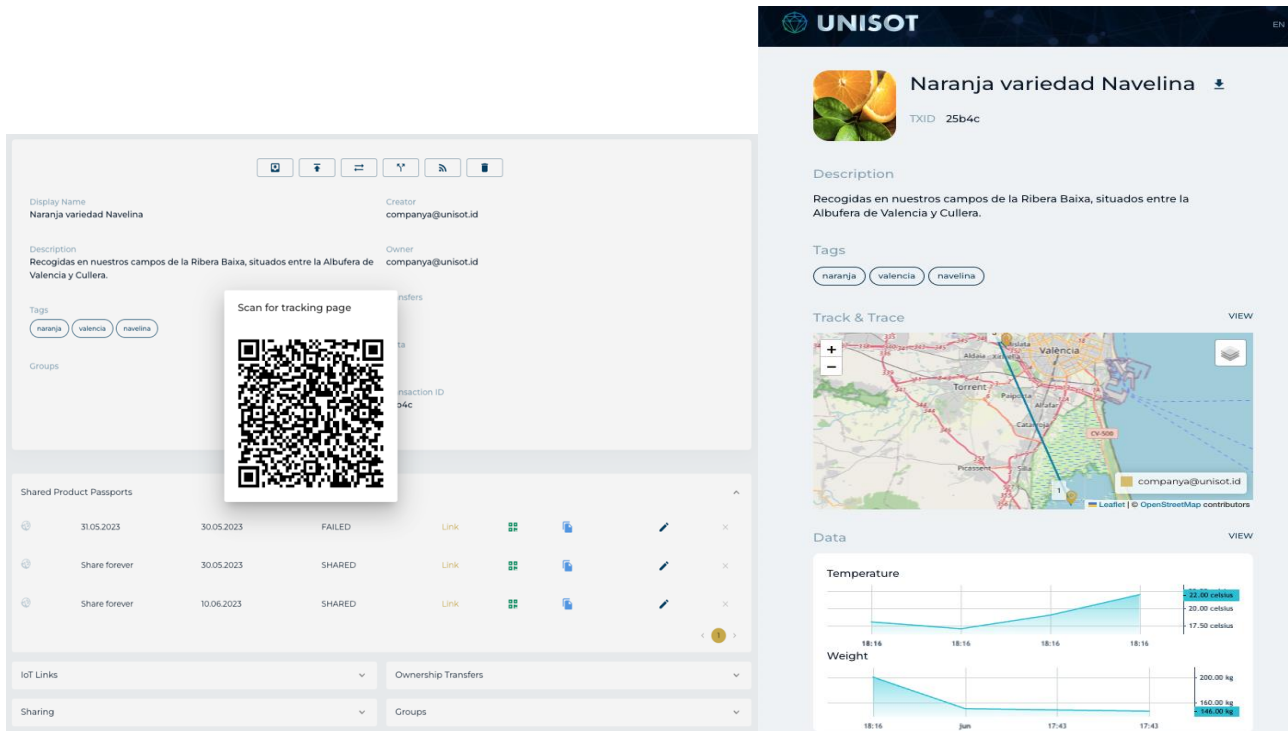 Display Name
Naranja variedad Navelina
Creator
companya@unisot.id
Description
Recogidas en nuestros campos de la Ribera Baixa, situados entre la Albufera de
Valencia y Cullera.
Owner
companya@unisot.id
Tags
naranja
valencia
navelina
Groups
Scan for tracking page
Shared Product Passports
31.05.2023 30.05.2023 FAILED Link
Share forever 30.05.2023 SHARED Link
Share forever 10.06.2023 SHARED Link
1
IoT Links
Ownership Transfers
Sharing
Groups
UNISOT
EN
Naranja variedad Navelina
TXID 25b4c
Description
Recogidas en nuestros campos de la Ribera Baixa, situados entre la
Albufera de Valencia y Cullera.
Tags
naranja
valencia
navelina
Track & Trace
VIEW
+
−
Aldaia
València
Torrent
Alfafar
Catarroja
CV-500
Picassent
Silla
1
companya@unisot.id
Leaflet | © OpenStreetMap contributors
Data
VIEW
Temperature
22.00 celsius
20.00 celsius
17.50 celsius
18:16 18:16 18:16 18:16
Weight
200.00 kg
160.00 kg
146.00 kg
18:16 Jun 17:43 17:43